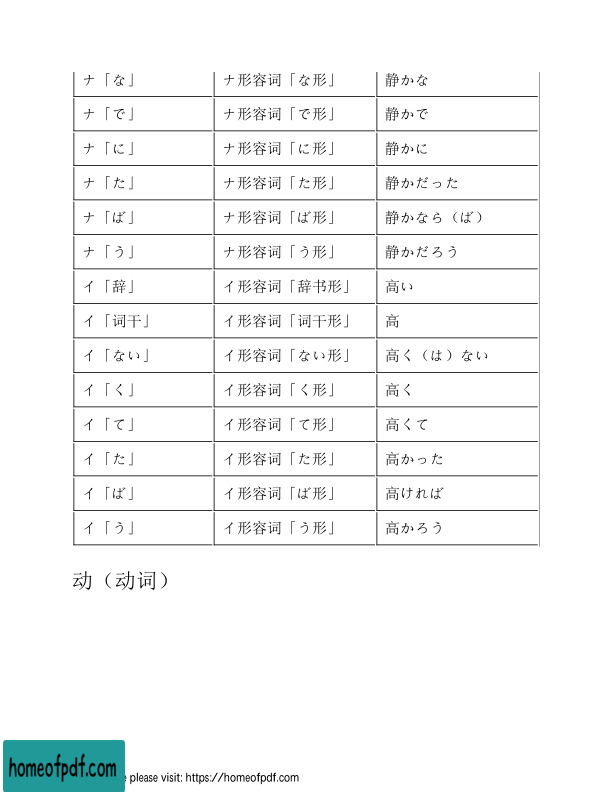 ナ「な」 ナ形容词「な形」 静かな
ナ「で」 ナ形容词「で形」 静かで
ナ「に」 ナ形容词「に形」 静かに
ナ「た」 ナ形容词「た形」 静かだった
ナ「ば」 ナ形容词「ば形」 静かなら（ば）
ナ「う」 ナ形容词「う形」 静かだろう
イ「辞」 イ形容词「辞书形」 高い
イ「词干」 イ形容词「词干形」 高
イ「ない」 イ形容词「ない形」 高く（は）ない
イ「く」 イ形容词「く形」 高く
イ「て」 イ形容词「て形」 高くて
イ「た」 イ形容词「た形」 高かった
イ「ば」 イ形容词「ば形」 高ければ
イ「う」 イ形容词「う形」 高かろう
动（动词）
homeofpdf.com please visit: https://homeofpdf.com